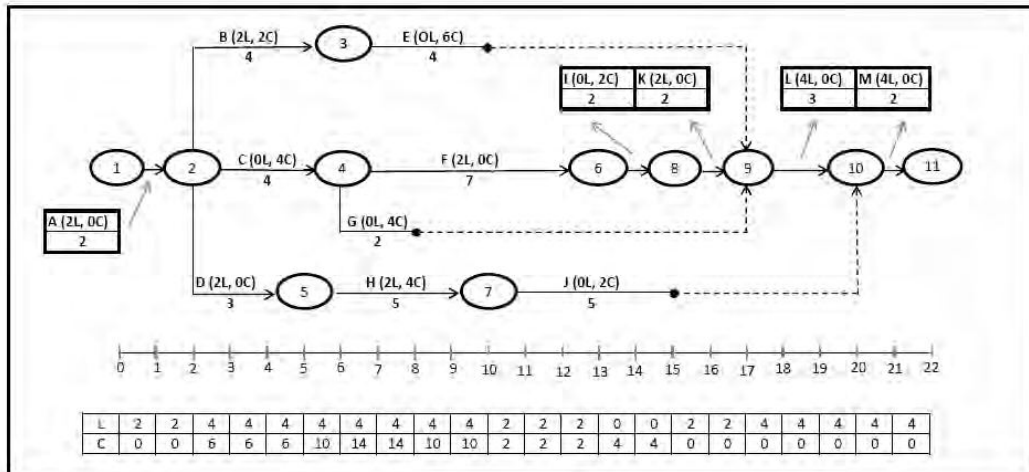 B (2L, 2C)
4
3
E (0L, 6C)
4
I (0L, 2C) K (2L, 0C)
2 2
L (4L, 0C) M (4L, 0C)
3 2
1
2
C (0L, 4C)
4
4
F (2L, 0C)
7
6
8
9
10
11
A (2L, 0C)
2
G (0L, 4C)
2
D (2L, 0C)
3
5
H (2L, 4C)
5
7
J (0L, 2C)
5
0 1 2 3 4 5 6 7 8 9 10 11 12 13 14 15 16 17 18 19 20 21 22
L 2 2 4 4 4 4 4 4 4 4 2 2 2 0 0 2 2 4 4 4 4 4
C 0 0 6 6 6 10 14 14 10 10 2 2 2 4 4 0 0 0 0 0 0 0